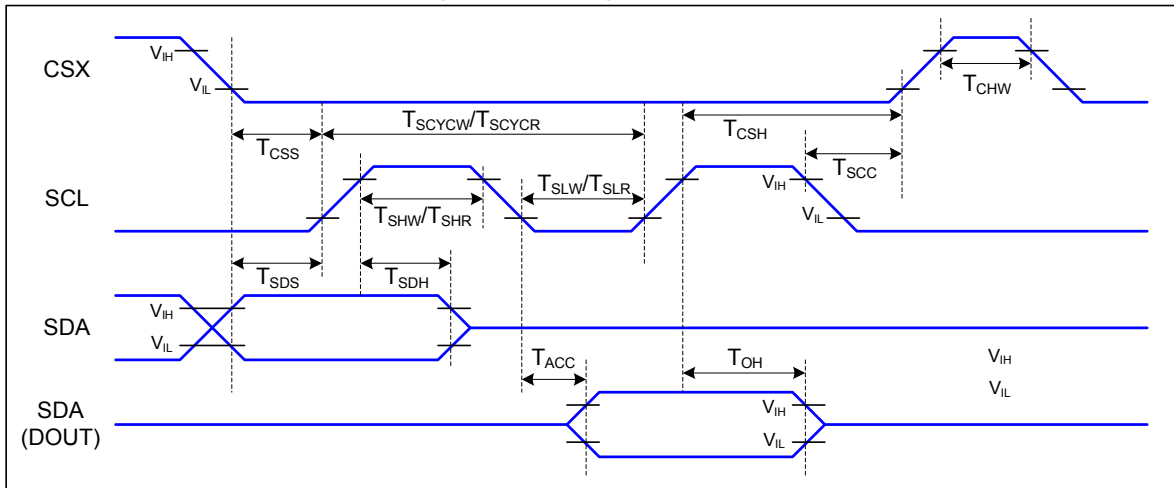 CSX
VIH
VIL
TCHW
TSCYCW/TSCYCR
TCSH
TCSS
TSCC
SCL
TSLW/TSLR
VIH
VIL
TSHW/TSHR
TSDS
TSDH
SDA
VIH
VIL
TACC
TOH
VIH
VIL
SDA
(DOUT)
VIH
VIL